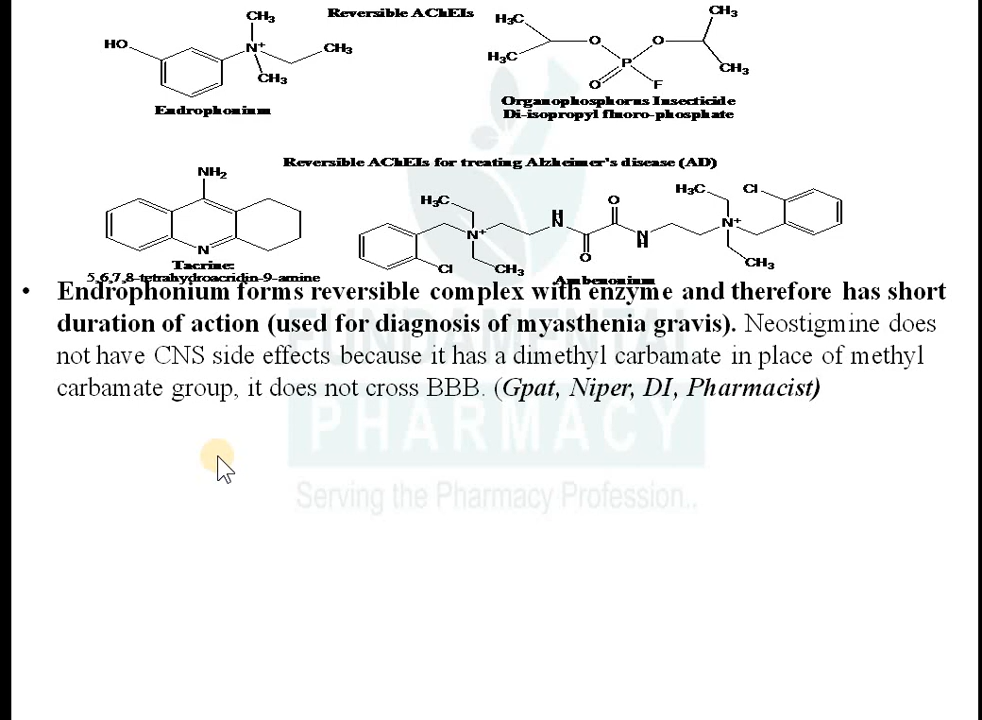 Reversible AChEIs
CH₃
HO
N⁺
CH₃
CH₃
Endrophonium
H₃C
H₃C
O
P
O
F
O
CH₃
CH₃
Organophosphorus Insecticide
Di-isopropyl fluoro-phosphate
Reversible AChEIs for treating Alzheimer's disease (AD)
NH₂
N
Tacrine:
5,6,7,8-tetrahydroacridin-9-amine
H₃C
N⁺
Cl
CH₃
H
N
O
O
N
H
H₃C
N⁺
Cl
CH₃
Ambenonium
• Endrophonium forms reversible complex with enzyme and therefore has short
duration of action (used for diagnosis of myasthenia gravis). Neostigmine does
not have CNS side effects because it has a dimethyl carbamate in place of methyl
carbamate group, it does not cross BBB. (Gpat, Niper, DI, Pharmacist)
FUNDAMENTAL
PHARMACY
Serving the Pharmacy Profession..